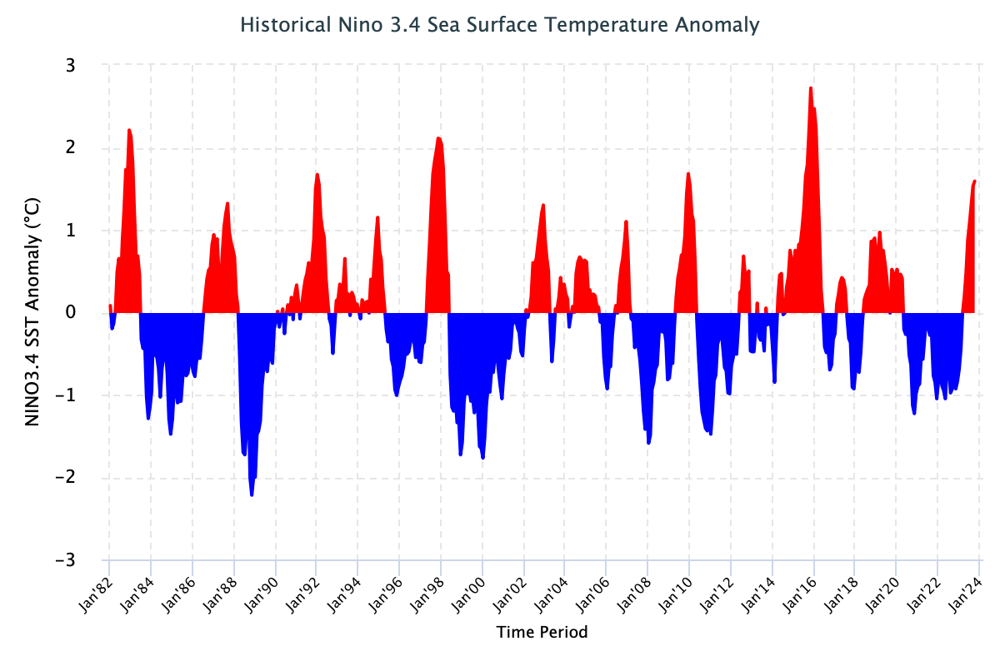 Historical Nino 3.4 Sea Surface Temperature Anomaly
NINO3.4 SST Anomaly (°C)
3
2
1
0
−1
−2
−3
Jan'82
Jan'84
Jan'86
Jan'88
Jan'90
Jan'92
Jan'94
Jan'96
Jan'98
Jan'00
Jan'02
Jan'04
Jan'06
Jan'08
Jan'10
Jan'12
Jan'14
Jan'16
Jan'18
Jan'20
Jan'22
Jan'24
Time Period